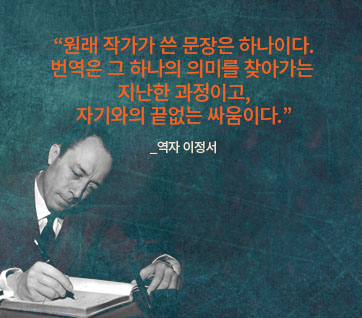 “원래 작가가 쓴 문장은 하나이다.
번역은 그 하나의 의미를 찾아가는
지난한 과정이고,
자기와의 끝없는 싸움이다.”
_역자 이정서